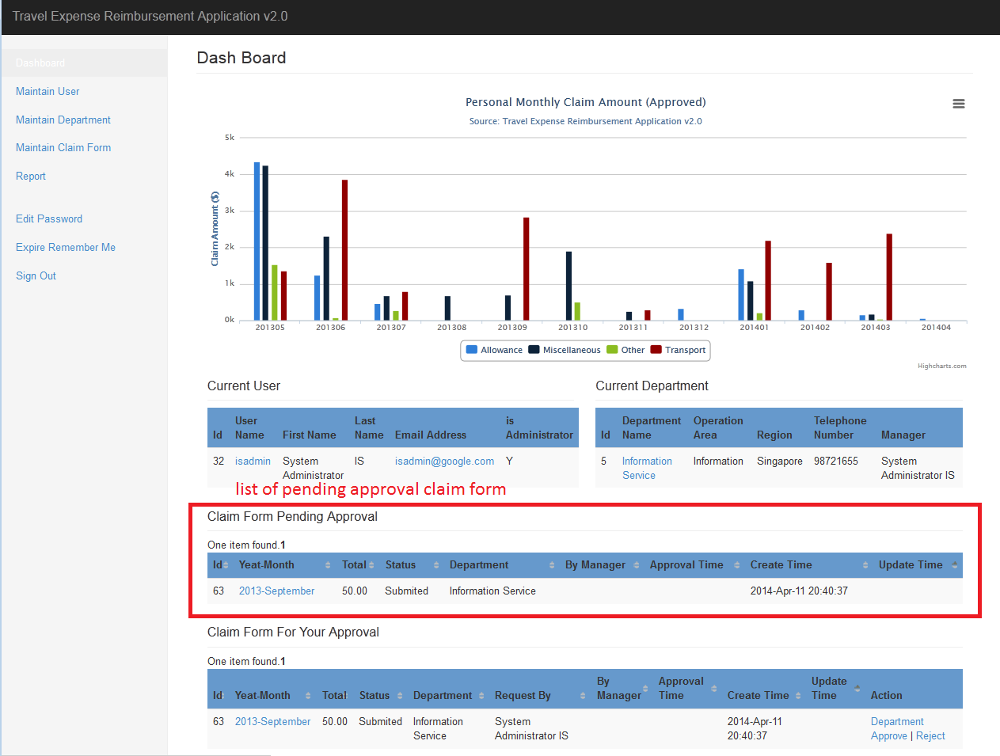 Travel Expense Reimbursement Application v2.0
Dashboard
Maintain User
Maintain Department
Maintain Claim Form
Report
Edit Password
Expire Remember Me
Sign Out
Dash Board
Personal Monthly Claim Amount (Approved)
Source: Travel Expense Reimbursement Application v2.0
Claim Amount ($)
5k
4k
3k
2k
1k
0k
201305 201306 201307 201308 201309 201310 201311 201312 201401 201402 201403 201404
Allowance Miscellaneous Other Transport
Highcharts.com
Current User
User Last is
Id Name First Name Name Email Address Administrator
32 isadmin System IS isadmin@google.com Y
Administrator
Current Department
Department Operation Telephone
Id Name Area Region Number Manager
5 Information Information Singapore 98721655 System
Service Administrator IS
list of pending approval claim form
Claim Form Pending Approval
One item found.1
Id Yeat-Month Total Status Department By Manager Approval Time Create Time Update Time
63 2013-September 50.00 Submited Information Service 2014-Apr-11 20:40:37
Claim Form For Your Approval
One item found.1
By Approval Update
Id Yeat-Month Total Status Department Request By Manager Time Create Time Time Action
63 2013-September 50.00 Submited Information System 2014-Apr-11 Department
Service Administrator IS 20:40:37 Approve | Reject